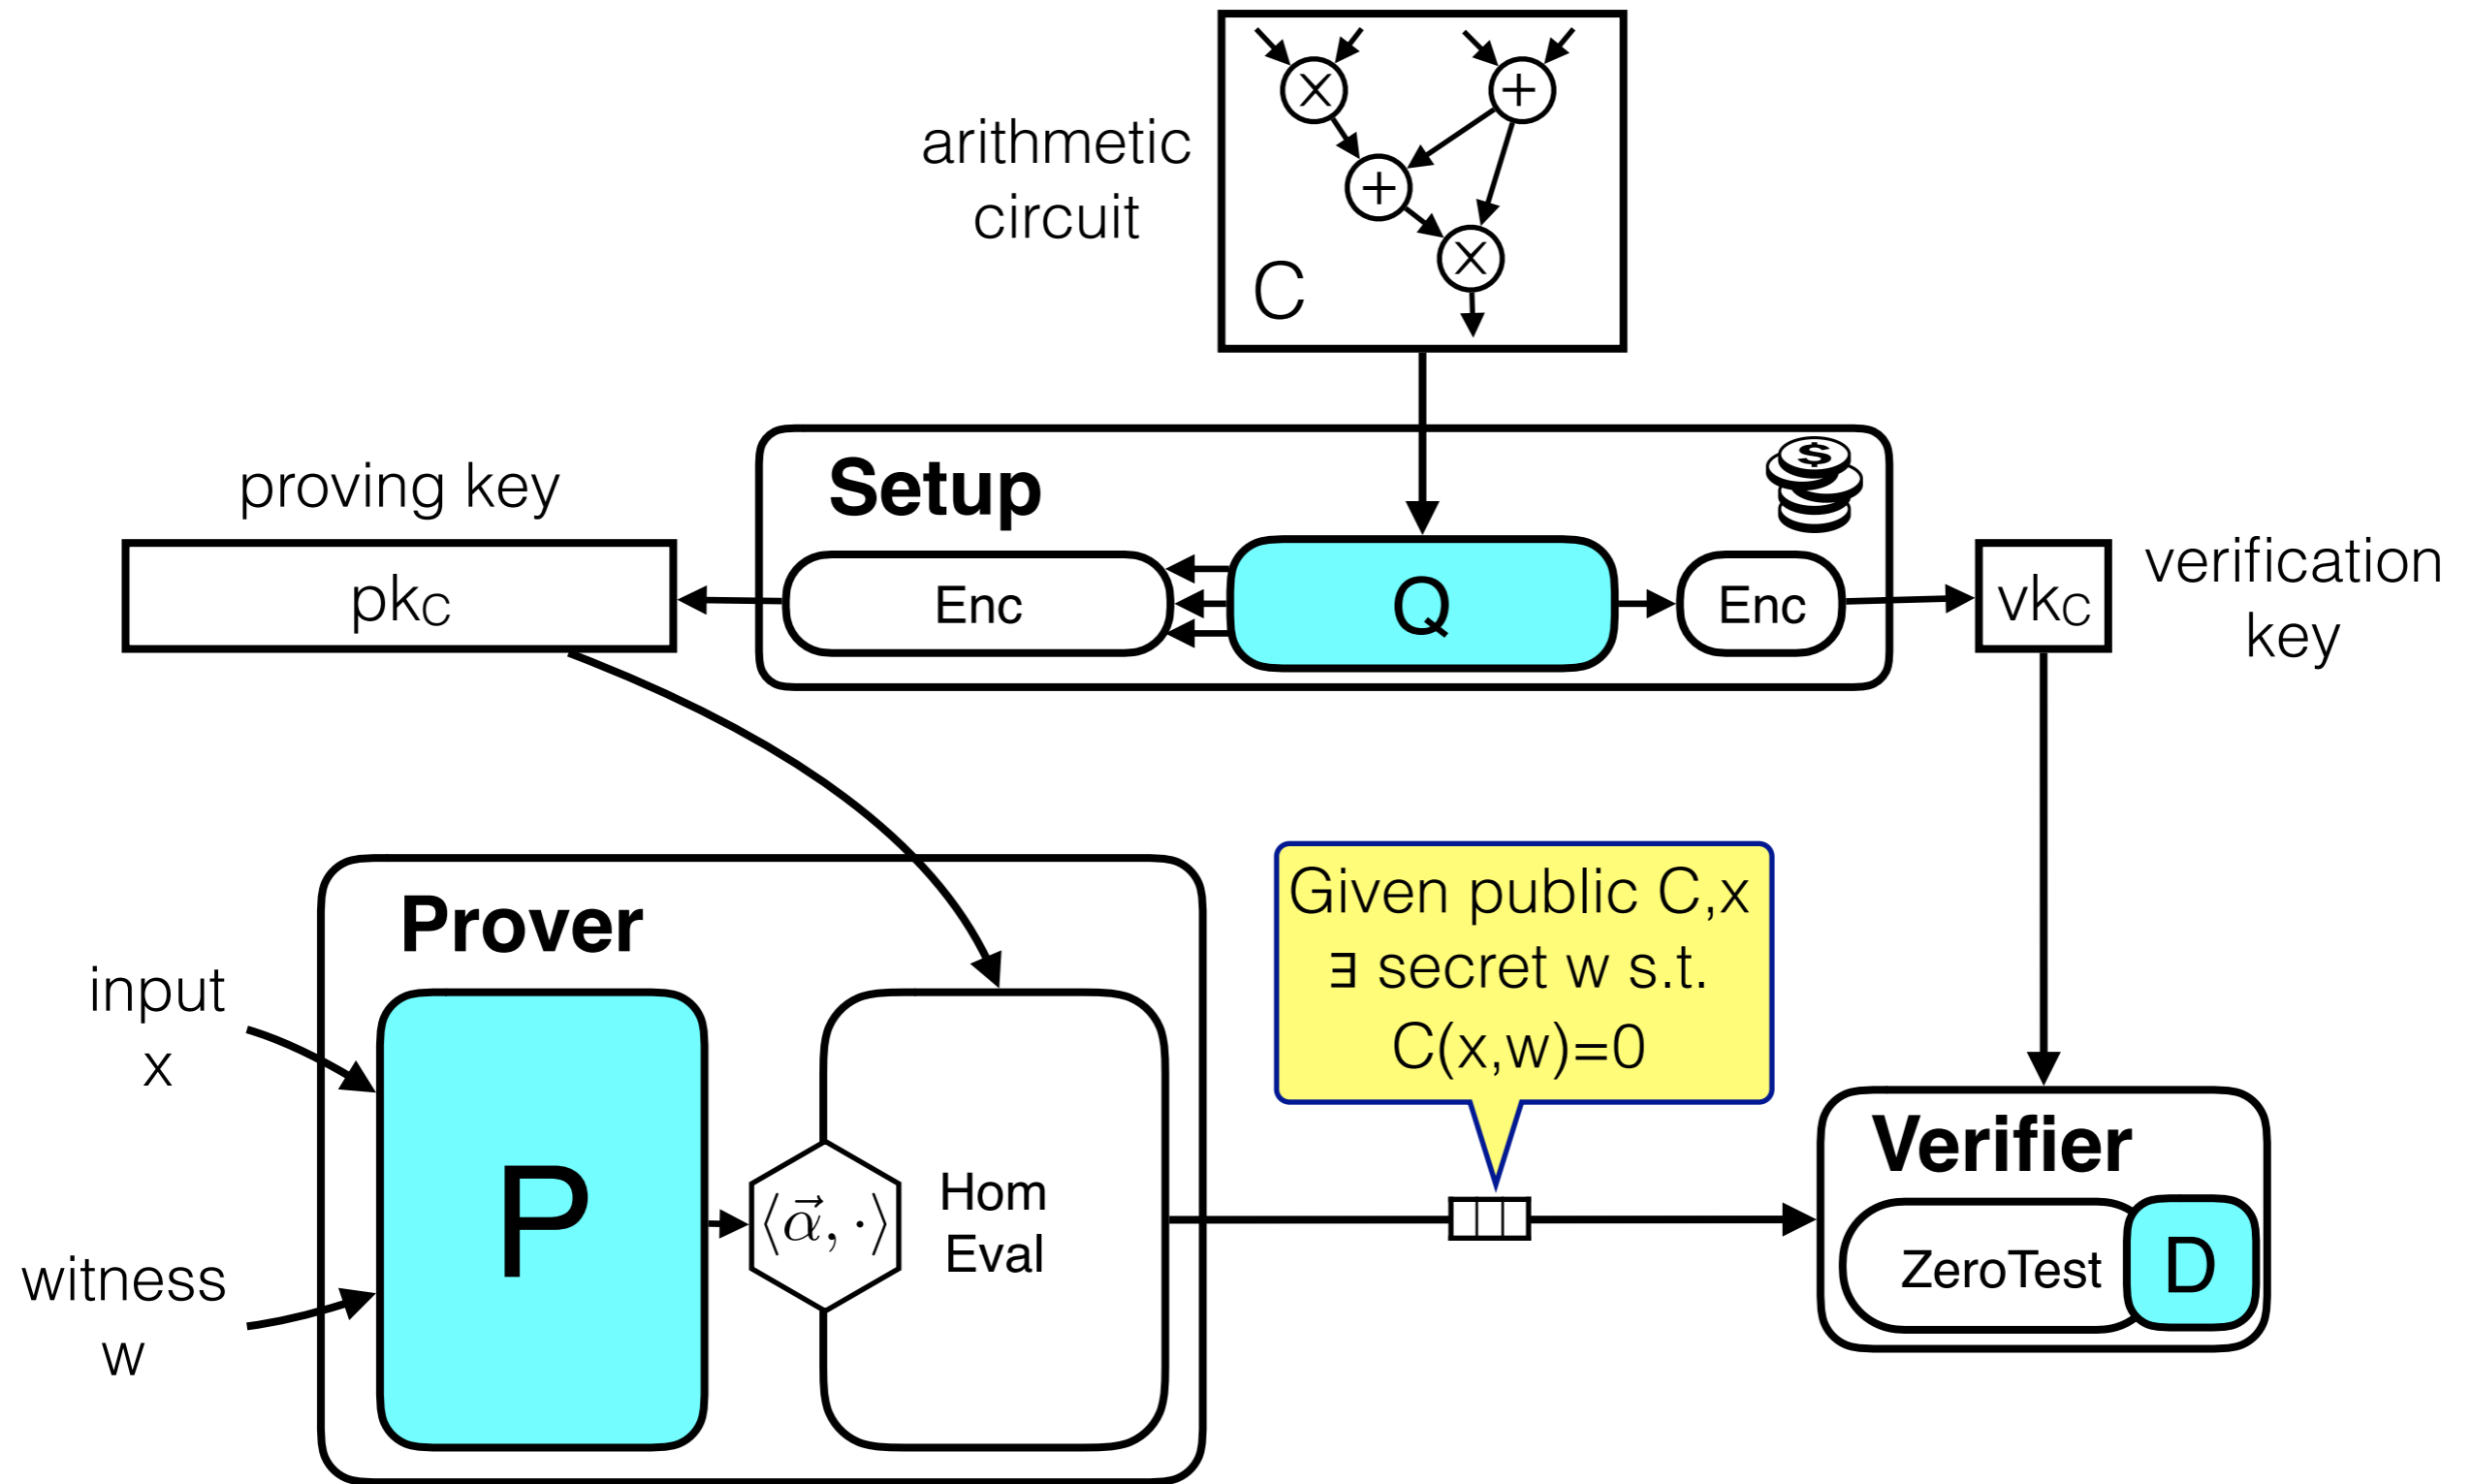 arithmetic
circuit
×
+
+
×
C
Setup
$
proving key
pkC
Enc
Q
Enc
vkC
verification
key
Prover
input
x
witness
w
P
⟨α⃗, ·⟩
Hom
Eval
Given public C,x
∃ secret w s.t.
C(x,w)=0
Verifier
ZeroTest
D